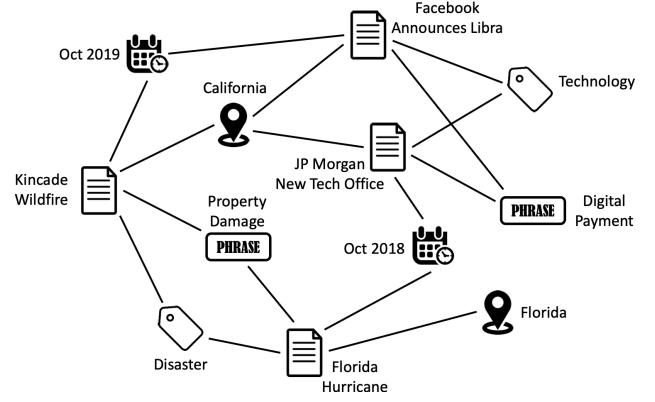 Facebook
Announces Libra
Oct 2019
Technology
California
JP Morgan
New Tech Office
Kincade
Wildfire
Property
Damage
PHRASE
PHRASE
Digital
Payment
Oct 2018
Florida
Disaster
Florida
Hurricane